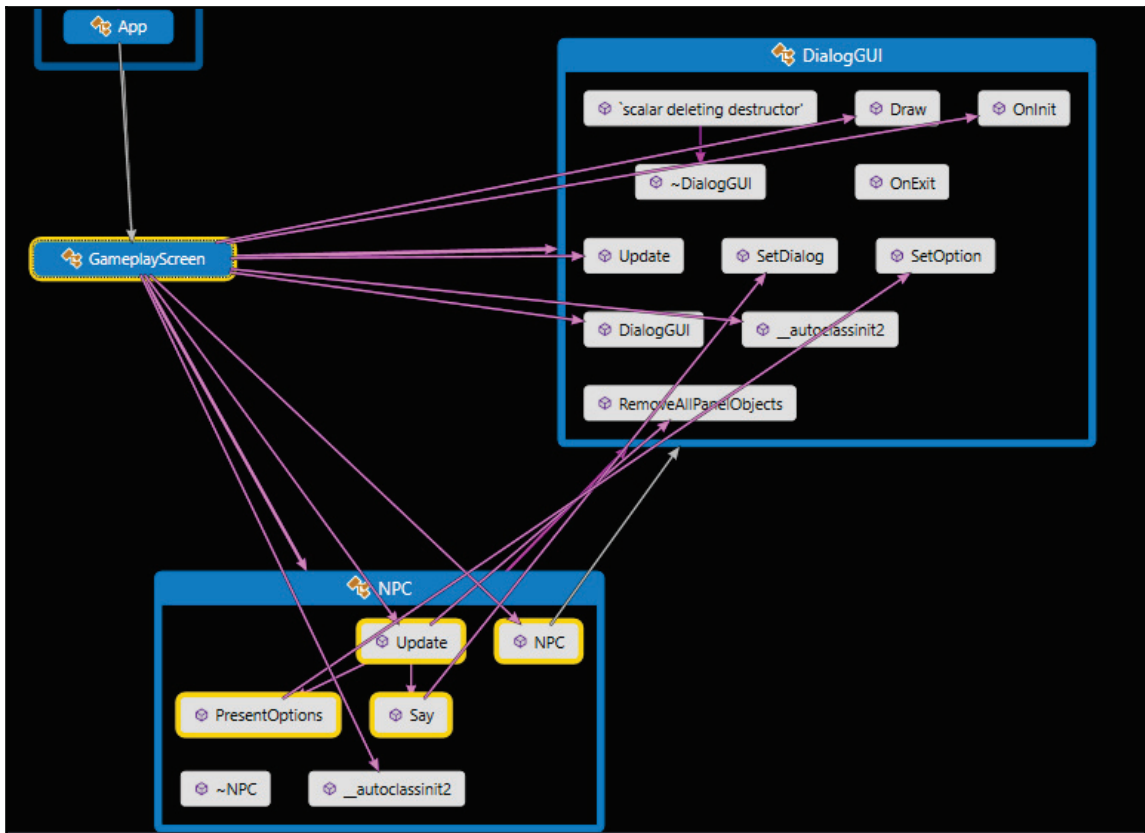 App
DialogGUI
`scalar deleting destructor'
Draw
OnInit
~DialogGUI
OnExit
GameplayScreen
Update
SetDialog
SetOption
DialogGUI
__autoclassinit2
RemoveAllPanelObjects
NPC
Update
NPC
PresentOptions
Say
~NPC
__autoclassinit2